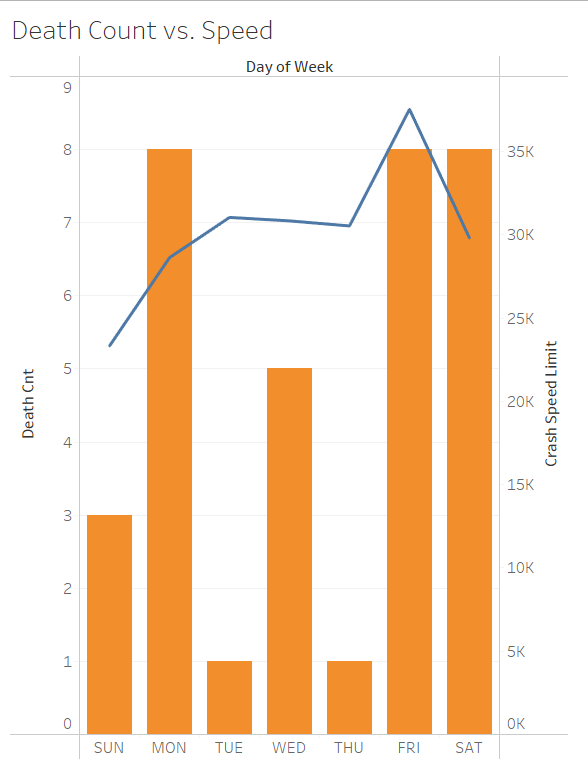 Death Count vs. Speed
Day of Week
9
8
7
6
5
4
3
2
1
0
Death Cnt
35K
30K
25K
20K
15K
10K
5K
0K
Crash Speed Limit
SUN MON TUE WED THU FRI SAT